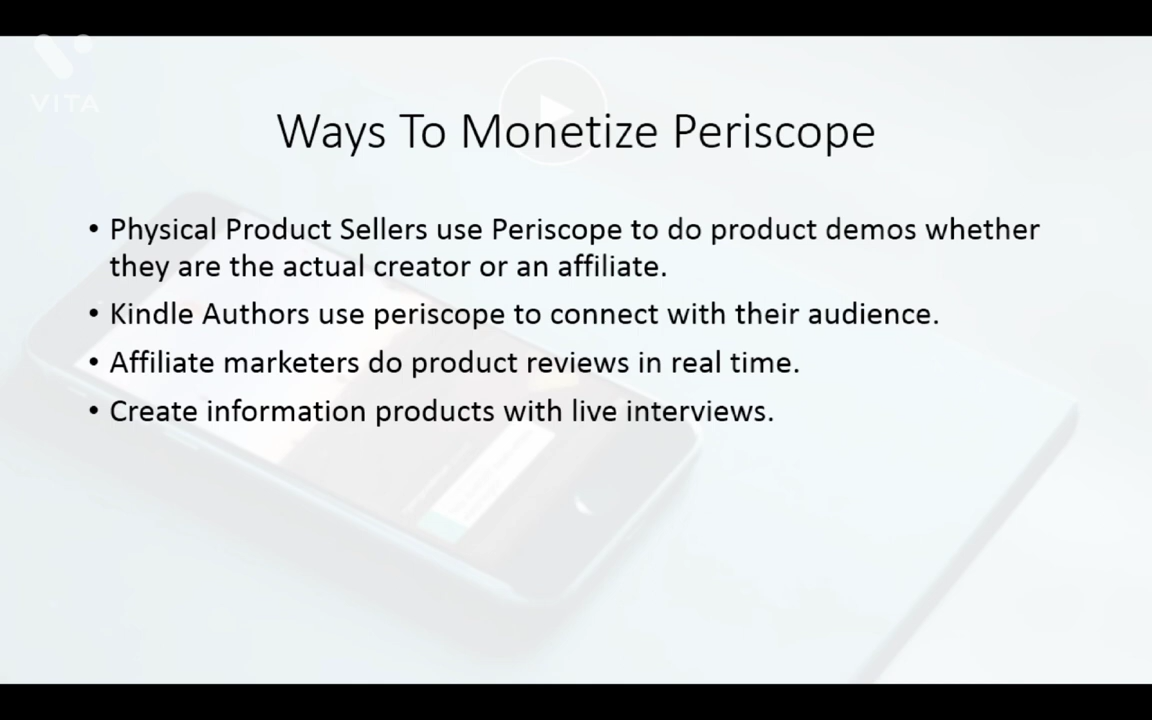 VITA
Ways To Monetize Periscope
• Physical Product Sellers use Periscope to do product demos whether
they are the actual creator or an affiliate.
• Kindle Authors use periscope to connect with their audience.
• Affiliate marketers do product reviews in real time.
• Create information products with live interviews.